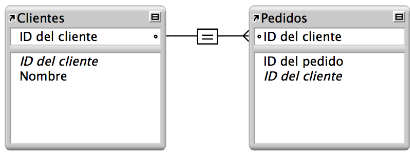 Clientes
ID del cliente
ID del cliente
Nombre
=
Pedidos
ID del cliente
ID del pedido
ID del cliente